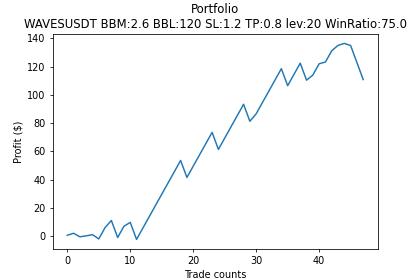 Portfolio
WAVESUSDT BBM:2.6 BBL:120 SL:1.2 TP:0.8 lev:20 WinRatio:75.0
140
120
100
80
60
40
20
0
Profit ($)
0 10 20 30 40
Trade counts